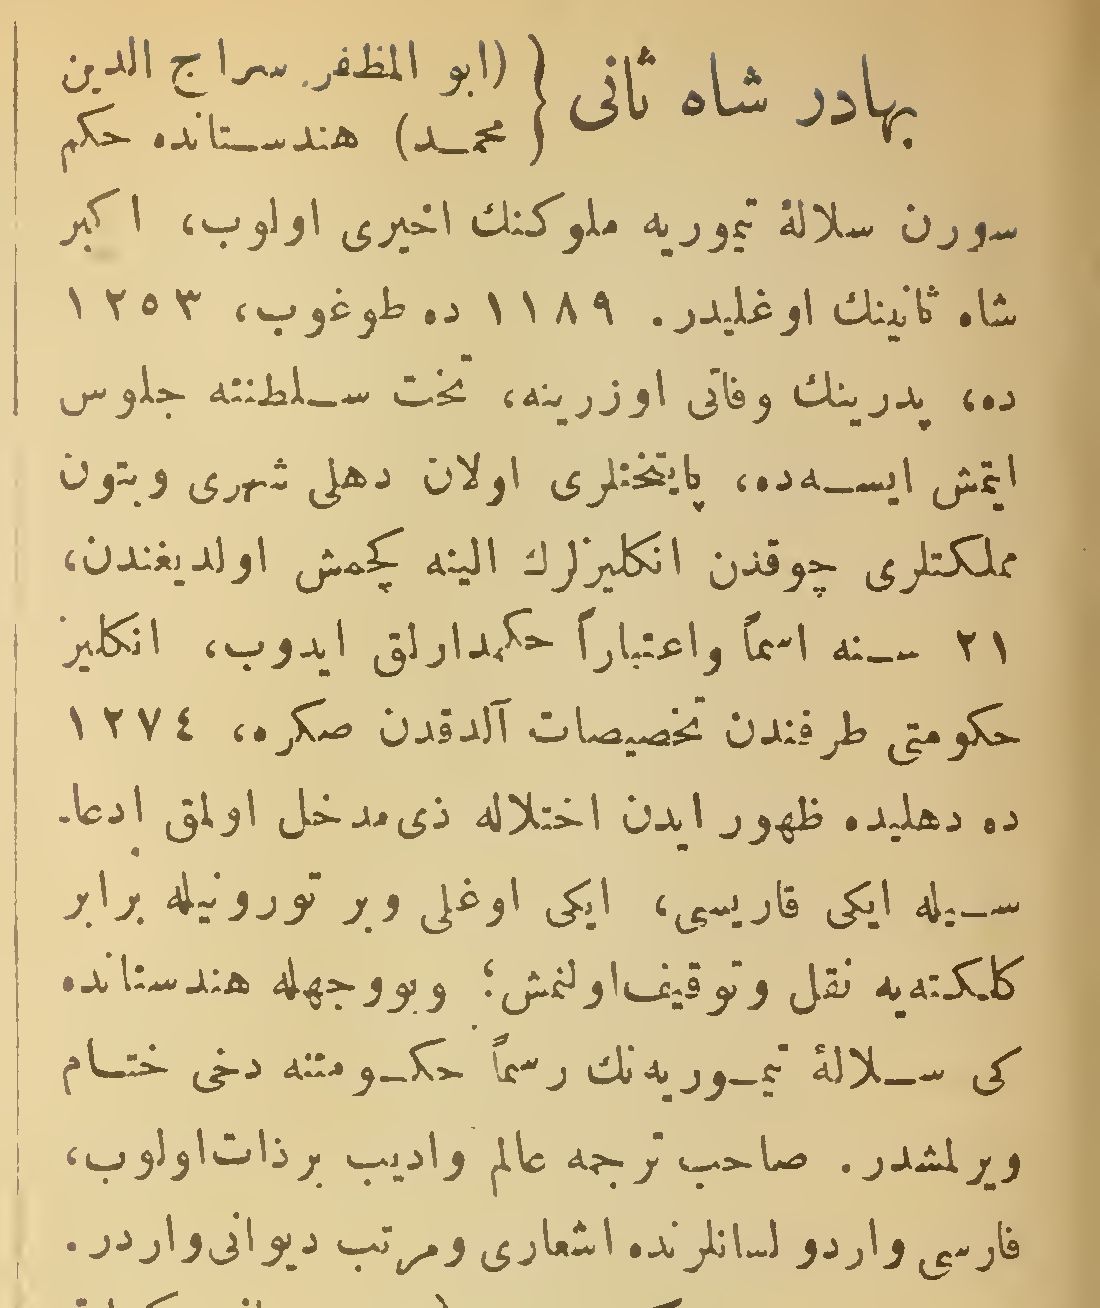 بهادر شاه ثانی { (ابو المظفر سراج الدین
محمد) هندستانده حکم
سورن سلالهٔ تیموریه ملوکنك اخیری اولوب، اکبر
شاه ثانینك اوغلیدر. ۱۱۸۹ ده طوغوب، ۱۲۵۳
ده، پدرینك وفاتی اوزرینه، تخت سلطنته جلوس
ایتمش ایسه‌ده، پایتختلری اولان دهلی شهری وبتون
مملکتلری چوقدن انکلیزلرك الینه کچمش اولدیغندن،
۲۱ سنه اسماً واعتباراً حکمدارلق ایدوب، انکلیز
حکومتی طرفندن تخصیصات آلدقدن صکره، ۱۲۷٤
ده دهلیده ظهور ایدن اختلاله ذی‌مدخل اولمق ادعا-
سیله ایکی قاریسی، ایکی اوغلی وبر تورونیله برابر
کلکته‌یه نقل وتوقیف اولنمش؛ وبووجهله هندستانده
کی سلالهٔ تیموریه‌نك رسماً حکومتنه دخی ختام
ویرلمشدر. صاحب ترجمه عالم وادیب بر ذات اولوب،
فارسی واردو لسانلرنده اشعاری ومرتب دیوانی واردر.